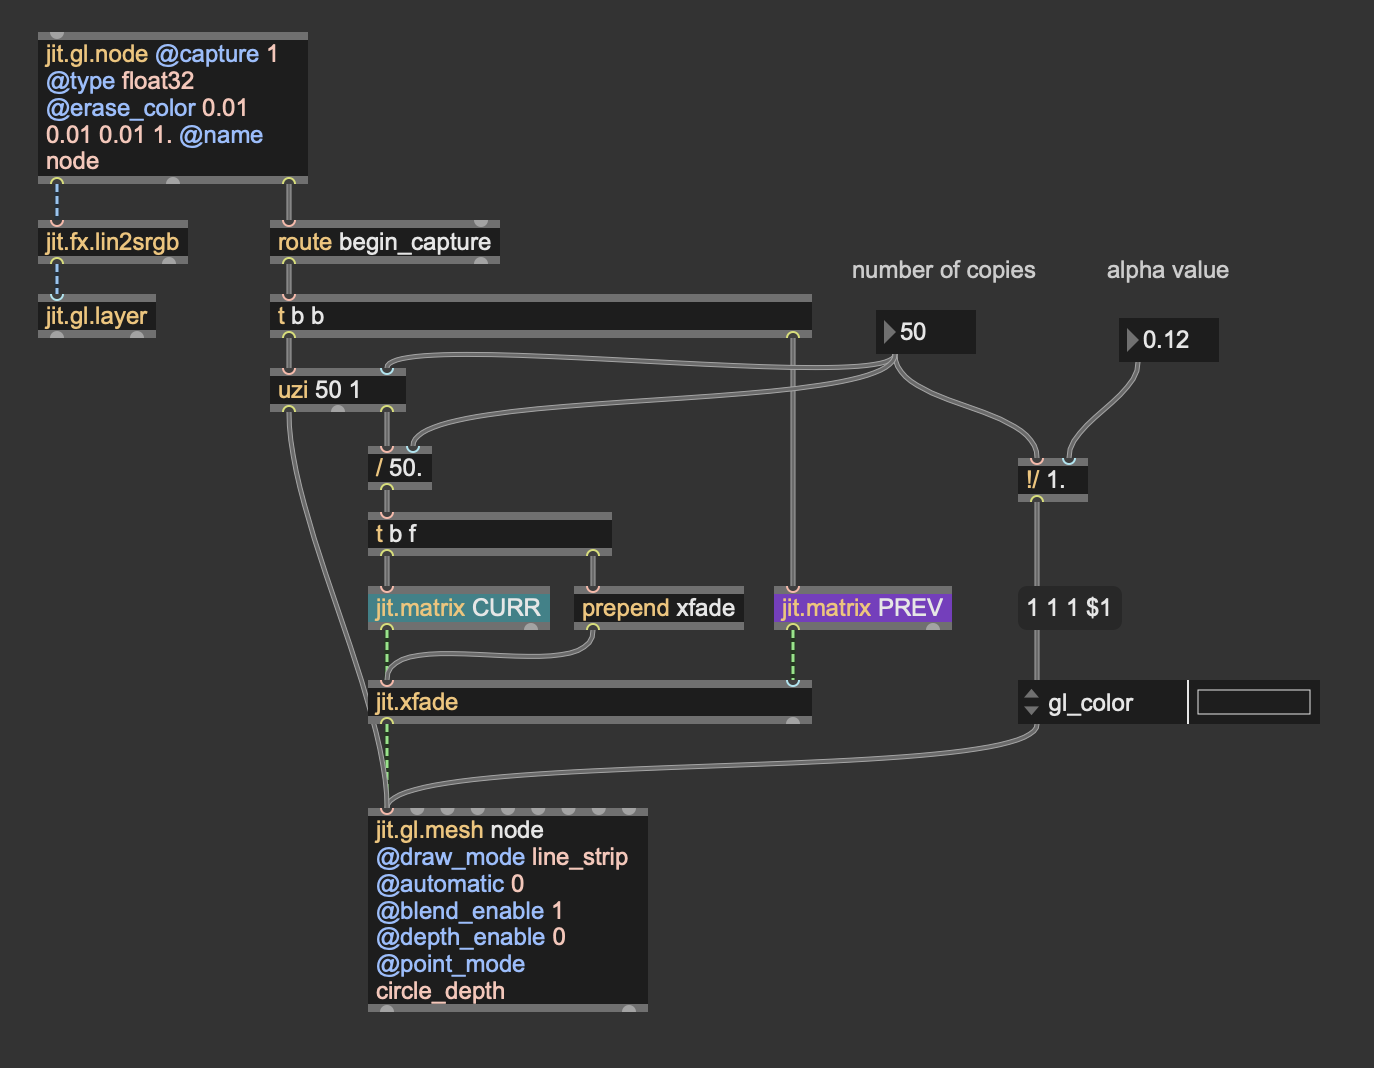 jit.gl.node @capture 1
@type float32
@erase_color 0.01
0.01 0.01 1. @name
node
jit.fx.lin2srgb
route begin_capture
number of copies
alpha value
jit.gl.layer
t b b
50
0.12
uzi 50 1
/ 50.
!/ 1.
t b f
jit.matrix CURR
prepend xfade
jit.matrix PREV
1 1 1 $1
jit.xfade
gl_color
jit.gl.mesh node
@draw_mode line_strip
@automatic 0
@blend_enable 1
@depth_enable 0
@point_mode
circle_depth